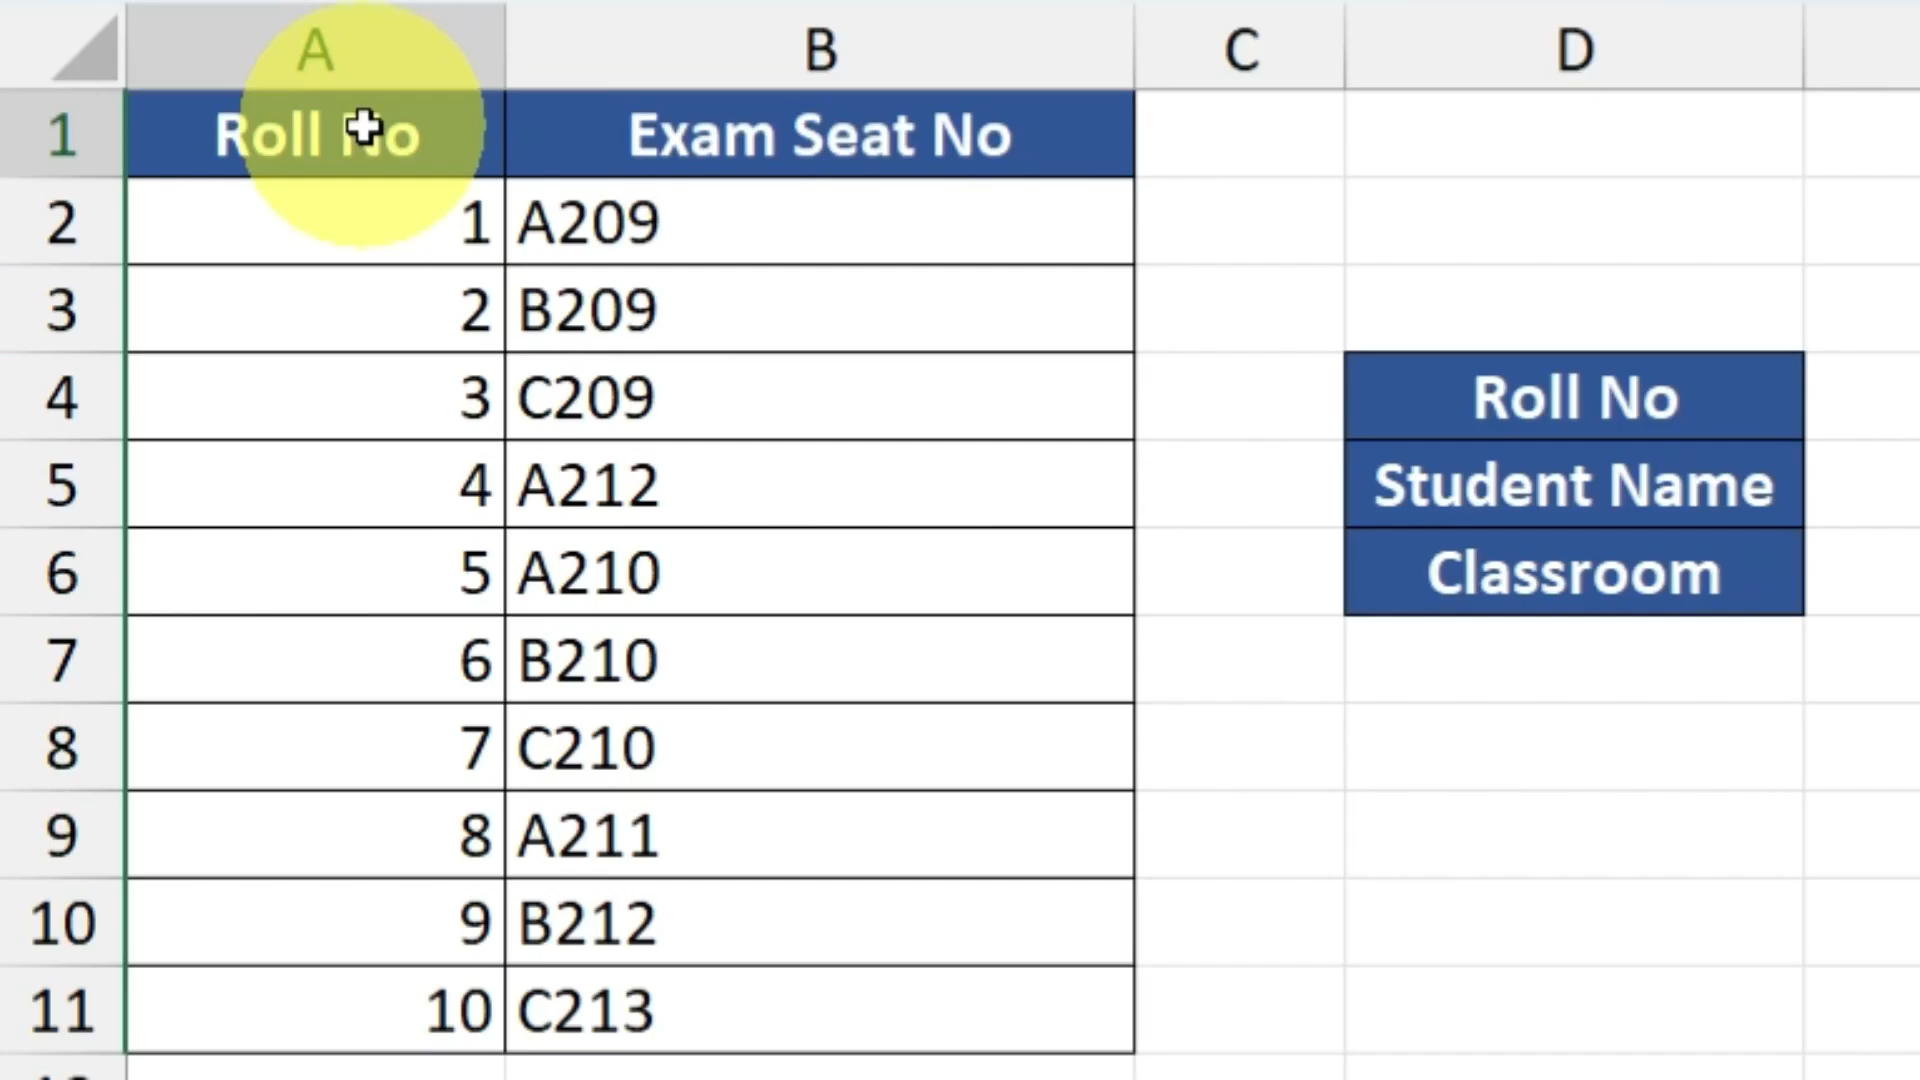 A B C D
1 Roll No Exam Seat No
2 1 A209
3 2 B209
4 3 C209 Roll No
5 4 A212 Student Name
6 5 A210 Classroom
7 6 B210
8 7 C210
9 8 A211
10 9 B212
11 10 C213